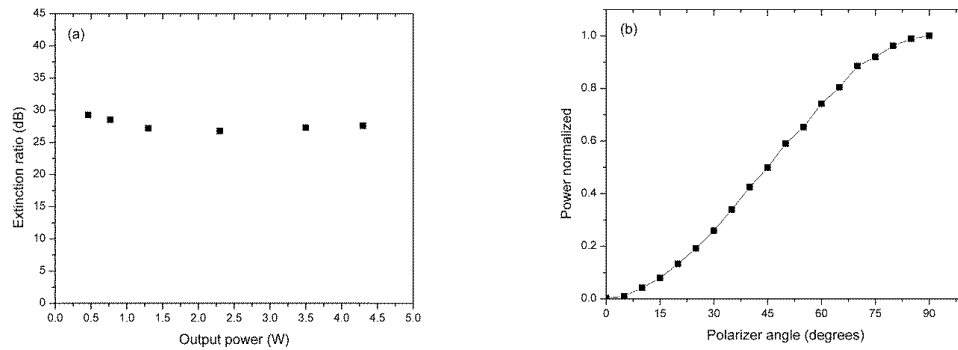 (a)
45
40
35
30
25
20
15
10
5
0
0.0 0.5 1.0 1.5 2.0 2.5 3.0 3.5 4.0 4.5 5.0
Extinction ratio (dB)
Output power (W)
(b)
1.0
0.8
0.6
0.4
0.2
0.0
0 15 30 45 60 75 90
Power normalized
Polarizer angle (degrees)